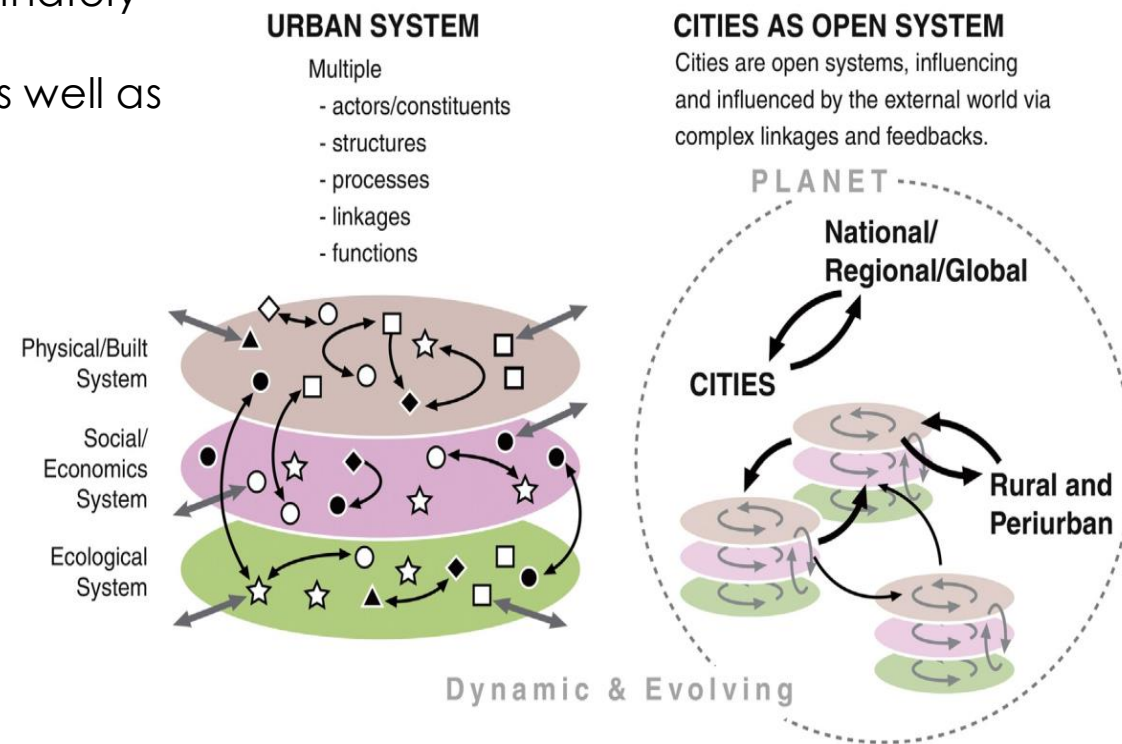 s well as
URBAN SYSTEM
Multiple
- actors/constituents
- structures
- processes
- linkages
- functions
Physical/Built
System
Social/
Economics
System
Ecological
System
CITIES AS OPEN SYSTEM
Cities are open systems, influencing
and influenced by the external world via
complex linkages and feedbacks.
PLANET
National/
Regional/Global
CITIES
Rural and
Periurban
Dynamic & Evolving